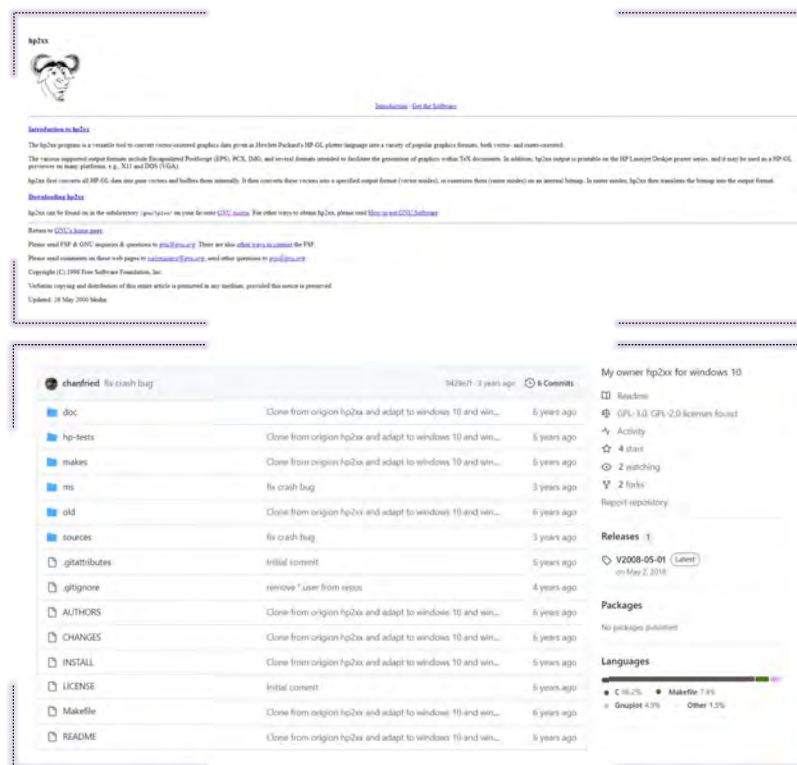 hp2xx
Introduction - Get the Software
Introduction to hp2xx
The hp2xx program is a versatile tool to convert vector-oriented graphics data given in Hewlett-Packard's HP-GL plotter language into a variety of popular graphics formats, both vector- and raster-oriented.
The various supported output formats include Encapsulated PostScript (EPS), PCX, IMG, and several formats intended to facilitate the generation of graphics within TeX documents. In addition, hp2xx output is printable on the HP Laserjet/Deskjet printer series, and it may be used as a HP-GL
previewer on many platforms, e.g., X11 and DOS (VGA).
hp2xx first converts all HP-GL data into pure vectors and buffers them internally. It then converts these vectors into a specified output format (vector modes), or rasterizes them (raster modes) on an internal bitmap. In raster modes, hp2xx then translates the bitmap into the output format.
Downloading hp2xx
hp2xx can be found on in the subdirectory /gnu/hp2xx/ on your favorite GNU mirror. For other ways to obtain hp2xx, please read How to get GNU Software
Return to GNU's home page.
Please send FSF & GNU inquiries & questions to gnu@gnu.org. There are also other ways to contact the FSF.
Please send comments on these web pages to webmasters@gnu.org, send other questions to gnu@gnu.org.
Copyright (C) 1998 Free Software Foundation, Inc.
Verbatim copying and distribution of this entire article is permitted in any medium, provided this notice is preserved.
Updated: 26 May 2000
chanfried fix crash bug 3 years ago 6 Commits
doc Clone from origion hp2xx and adapt to windows 10 and win... 6 years ago
hp-tests Clone from origion hp2xx and adapt to windows 10 and win... 6 years ago
makes Clone from origion hp2xx and adapt to windows 10 and win... 6 years ago
ms fix crash bug 3 years ago
old Clone from origion hp2xx and adapt to windows 10 and win... 6 years ago
sources fix crash bug 3 years ago
.gitattributes Initial commit 6 years ago
.gitignore remove *.user from repos 4 years ago
AUTHORS Clone from origion hp2xx and adapt to windows 10 and win... 6 years ago
CHANGES Clone from origion hp2xx and adapt to windows 10 and win... 6 years ago
INSTALL Clone from origion hp2xx and adapt to windows 10 and win... 6 years ago
LICENSE Initial commit 6 years ago
Makefile Clone from origion hp2xx and adapt to windows 10 and win... 6 years ago
README Clone from origion hp2xx and adapt to windows 10 and win... 6 years ago
My owner hp2xx for windows 10
Readme
GPL-3.0, GPL-2.0 licenses found
Activity
4 stars
2 watching
2 forks
Report repository
Releases 1
V2008-05-01 Latest
on May 2, 2018
Packages
No packages published
Languages
C 86.2% Makefile 7.4%
Gnuplot 4.9% Other 1.5%